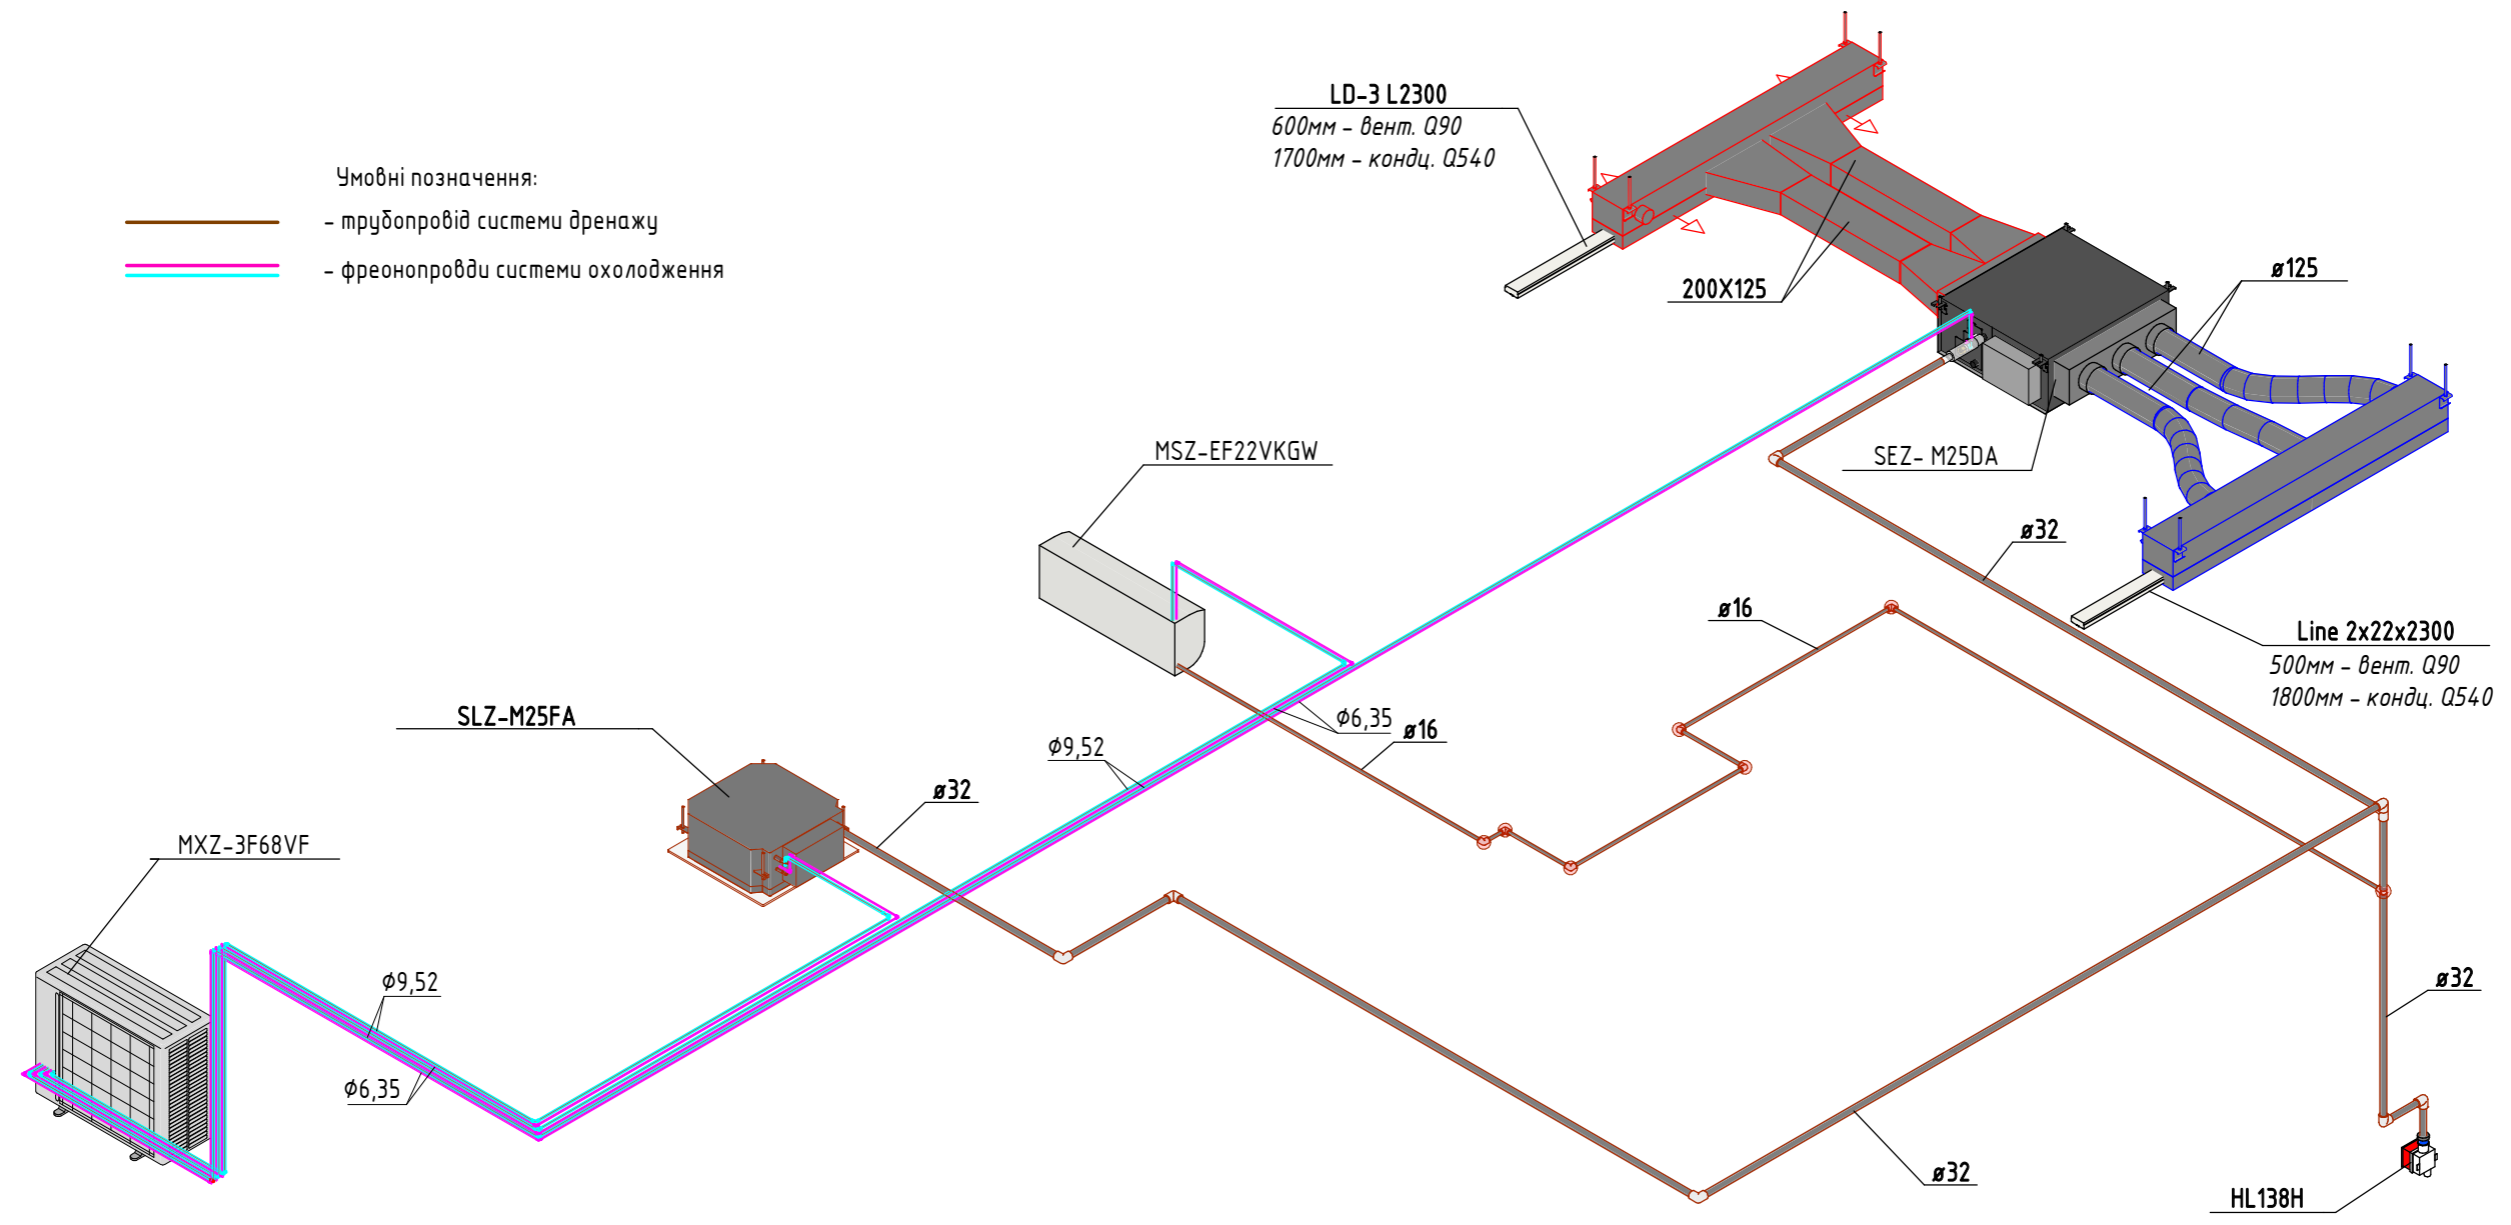 LD-3 L2300
600мм - вент. Q90
1700мм - конд. Q540
Умовні позначення:
- трубопровід системи дренажу
- фреонопровди системи охолодження
200X125
ø125
MSZ-EF22VKGW
SEZ- M25DA
ø32
ø16
Line 2x22x2300
500мм - вент. Q90
1800мм - конд. Q540
SLZ-M25FA
φ6,35
ø16
φ9,52
ø32
MXZ-3F68VF
φ9,52
ø32
φ6,35
ø32
HL138H